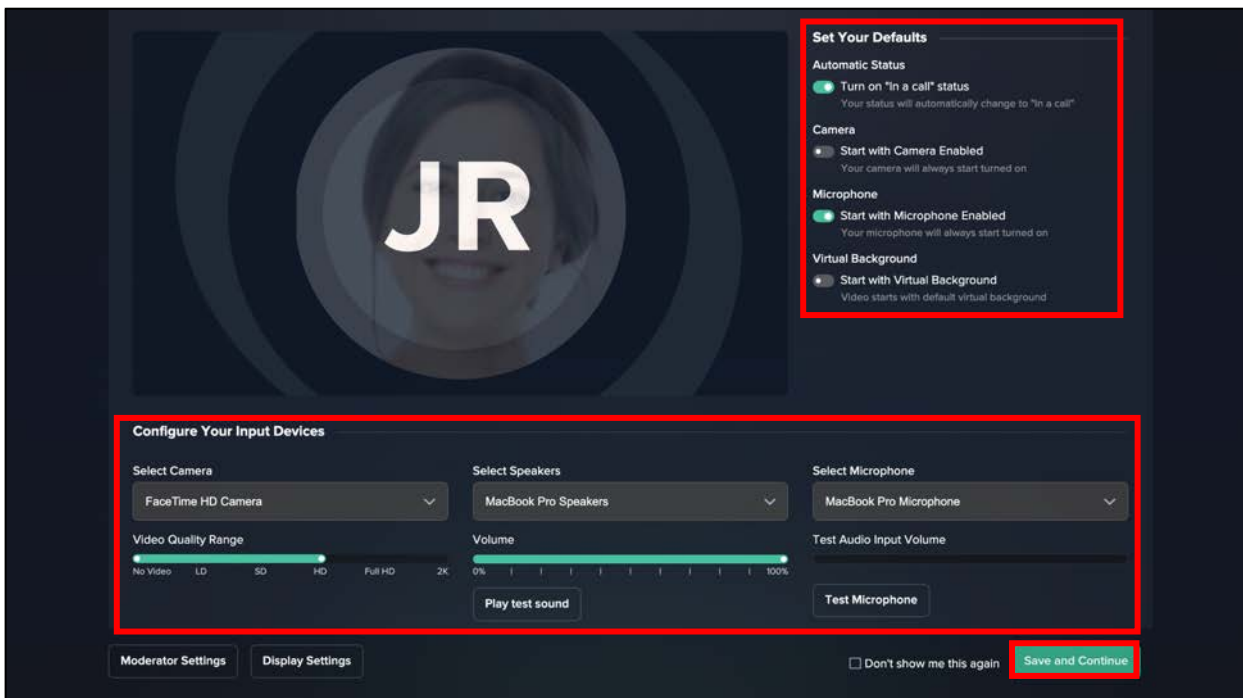 JR
Set Your Defaults
Automatic Status
Turn on "In a call" status
Your status will automatically change to "In a call"
Camera
Start with Camera Enabled
Your camera will always start turned on
Microphone
Start with Microphone Enabled
Your microphone will always start turned on
Virtual Background
Start with Virtual Background
Video starts with default virtual background
Configure Your Input Devices
Select Camera
FaceTime HD Camera
Video Quality Range
No Video LD SD HD Full HD 2K
Select Speakers
MacBook Pro Speakers
Volume
0% 100%
Play test sound
Select Microphone
MacBook Pro Microphone
Test Audio Input Volume
Test Microphone
Moderator Settings
Display Settings
Don't show me this again
Save and Continue